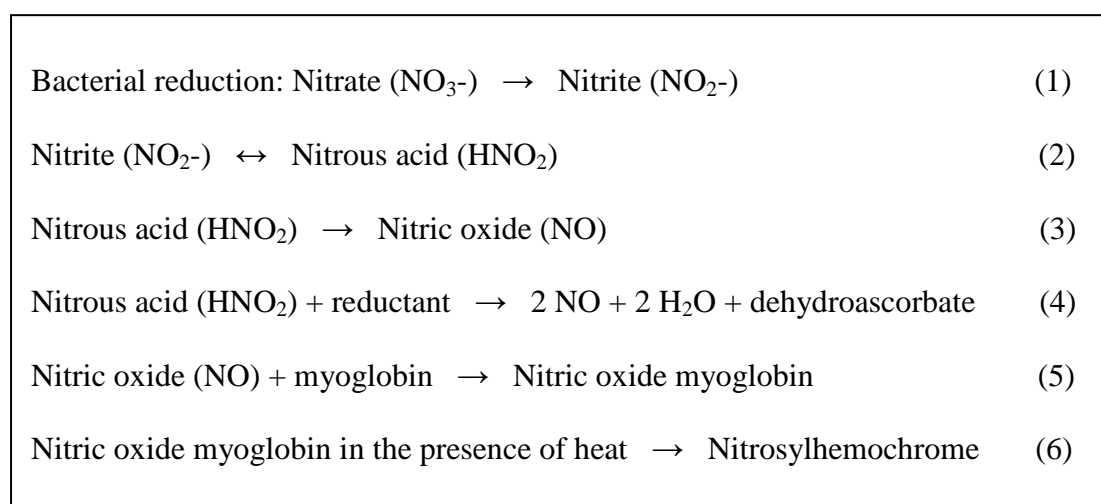 Bacterial reduction: Nitrate (NO₃-) → Nitrite (NO₂-) (1)
Nitrite (NO₂-) ↔ Nitrous acid (HNO₂) (2)
Nitrous acid (HNO₂) → Nitric oxide (NO) (3)
Nitrous acid (HNO₂) + reductant → 2 NO + 2 H₂O + dehydroascorbate (4)
Nitric oxide (NO) + myoglobin → Nitric oxide myoglobin (5)
Nitric oxide myoglobin in the presence of heat → Nitrosylhemochrome (6)